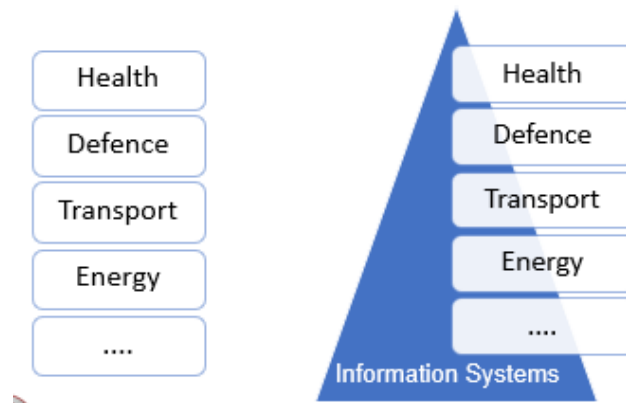 Health
Defence
Transport
Energy
....
Health
Defence
Transport
Energy
....
Information Systems